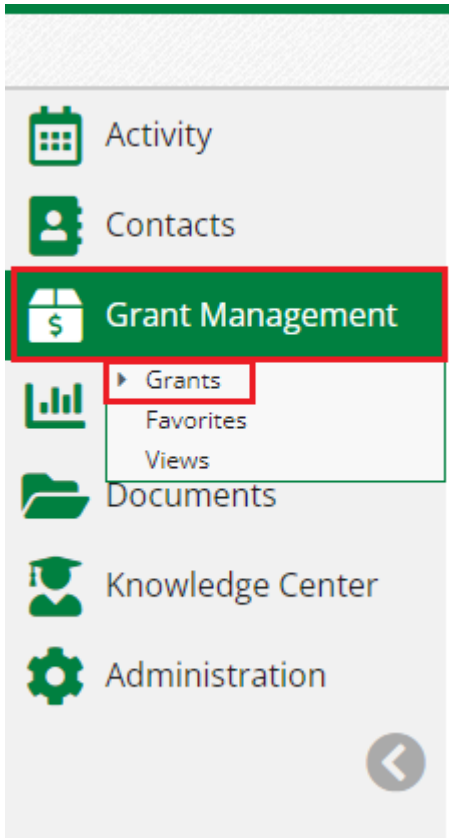 Activity
Contacts
$ Grant Management
Grants
Favorites
Views
Documents
Knowledge Center
Administration